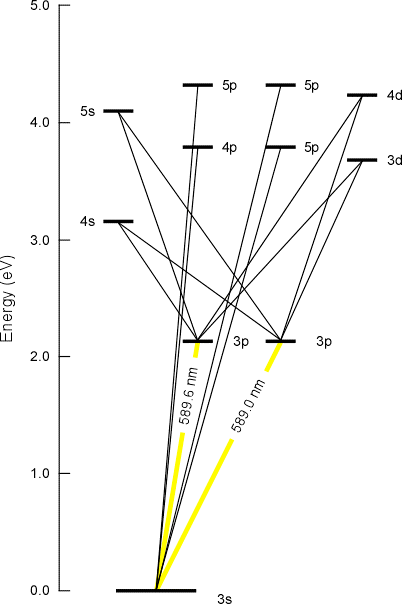 5.0
5p
5p
4d
5s
4.0
4p
5p
3d
4s
3.0
Energy (eV)
3p
3p
2.0
589.6 nm
589.0 nm
1.0
0.0
3s